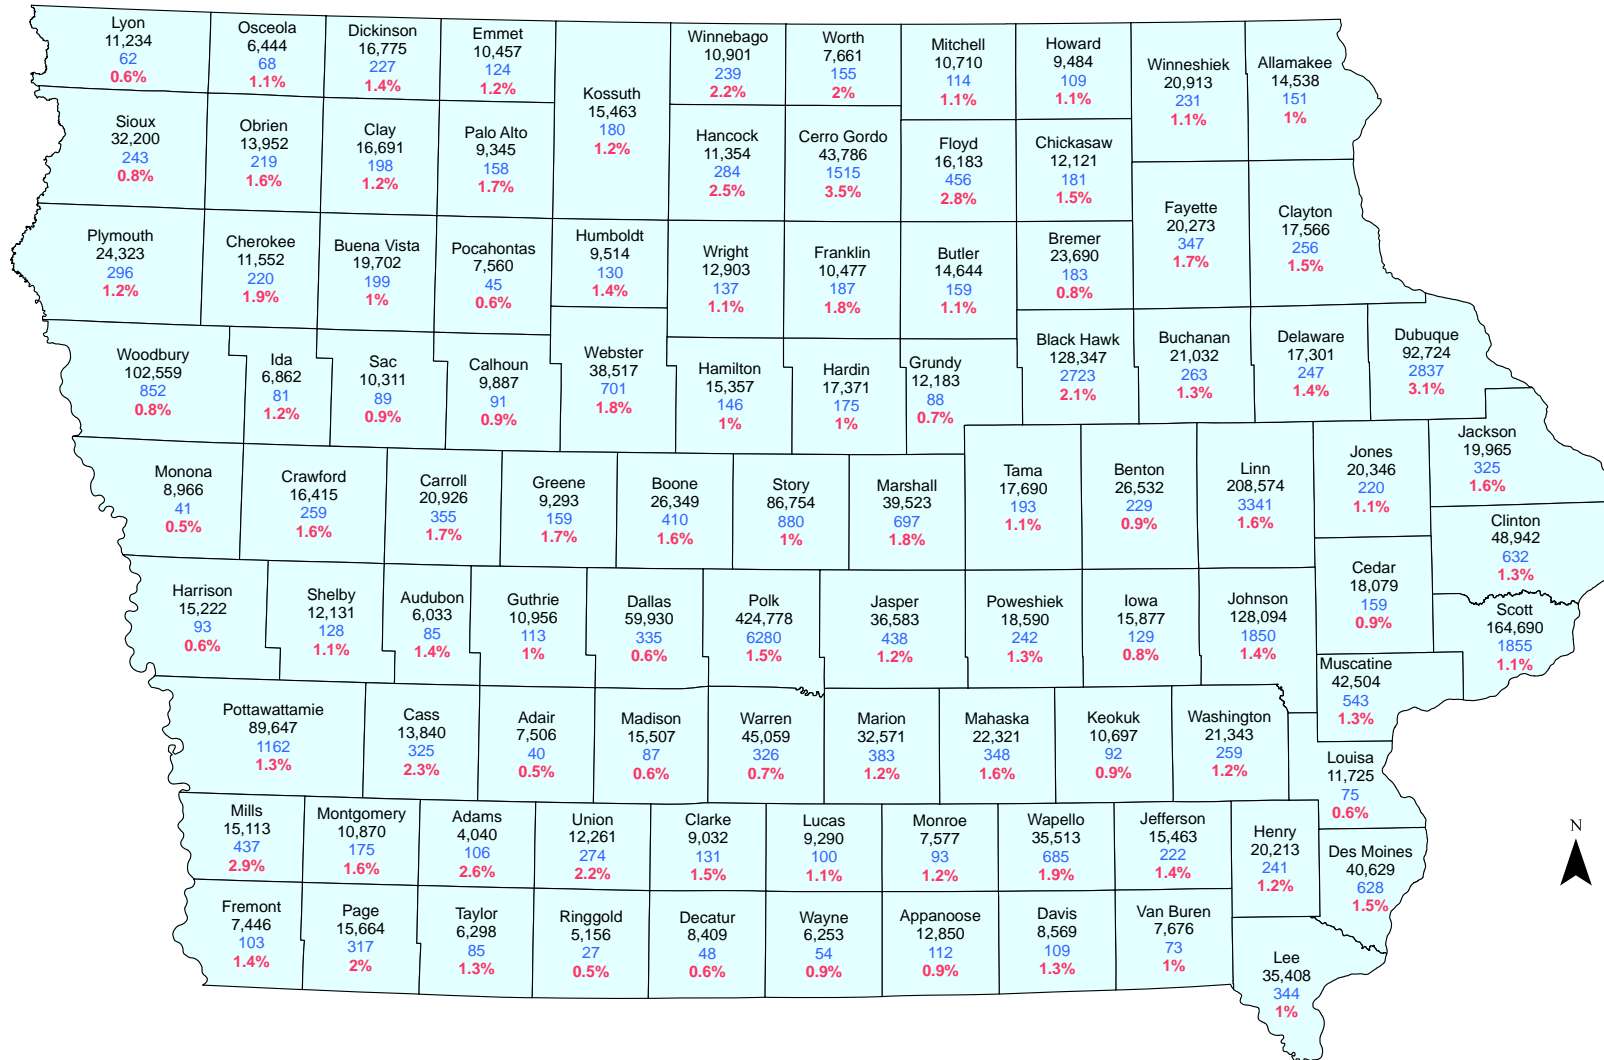 Lyon
11,234
62
0.6%
Osceola
6,444
68
1.1%
Dickinson
16,775
227
1.4%
Emmet
10,457
124
1.2%
Kossuth
15,463
180
1.2%
Winnebago
10,901
239
2.2%
Worth
7,661
155
2%
Mitchell
10,710
114
1.1%
Howard
9,484
109
1.1%
Winneshiek
20,913
231
1.1%
Allamakee
14,538
151
1%
Sioux
32,200
243
0.8%
Obrien
13,952
219
1.6%
Clay
16,691
198
1.2%
Palo Alto
9,345
158
1.7%
Hancock
11,354
284
2.5%
Cerro Gordo
43,786
1515
3.5%
Floyd
16,183
456
2.8%
Chickasaw
12,121
181
1.5%
Fayette
20,273
347
1.7%
Clayton
17,566
256
1.5%
Plymouth
24,323
296
1.2%
Cherokee
11,552
220
1.9%
Buena Vista
19,702
199
1%
Pocahontas
7,560
45
0.6%
Humboldt
9,514
130
1.4%
Wright
12,903
137
1.1%
Franklin
10,477
187
1.8%
Butler
14,644
159
1.1%
Bremer
23,690
183
0.8%
Woodbury
102,559
852
0.8%
Ida
6,862
81
1.2%
Sac
10,311
89
0.9%
Calhoun
9,887
91
0.9%
Webster
38,517
701
1.8%
Hamilton
15,357
146
1%
Hardin
17,371
175
1%
Grundy
12,183
88
0.7%
Black Hawk
128,347
2723
2.1%
Buchanan
21,032
263
1.3%
Delaware
17,301
247
1.4%
Dubuque
92,724
2837
3.1%
Monona
8,966
41
0.5%
Crawford
16,415
259
1.6%
Carroll
20,926
355
1.7%
Greene
9,293
159
1.7%
Boone
26,349
410
1.6%
Story
86,754
880
1%
Marshall
39,523
697
1.8%
Tama
17,690
193
1.1%
Benton
26,532
229
0.9%
Linn
208,574
3341
1.6%
Jones
20,346
220
1.1%
Jackson
19,965
325
1.6%
Clinton
48,942
632
1.3%
Harrison
15,222
93
0.6%
Shelby
12,131
128
1.1%
Audubon
6,033
85
1.4%
Guthrie
10,956
113
1%
Dallas
59,930
335
0.6%
Polk
424,778
6280
1.5%
Jasper
36,583
438
1.2%
Poweshiek
18,590
242
1.3%
Iowa
15,877
129
0.8%
Johnson
128,094
1850
1.4%
Cedar
18,079
159
0.9%
Scott
164,690
1855
1.1%
Muscatine
42,504
543
1.3%
Pottawattamie
89,647
1162
1.3%
Cass
13,840
325
2.3%
Adair
7,506
40
0.5%
Madison
15,507
87
0.6%
Warren
45,059
326
0.7%
Marion
32,571
383
1.2%
Mahaska
22,321
348
1.6%
Keokuk
10,697
92
0.9%
Washington
21,343
259
1.2%
Louisa
11,725
75
0.6%
Mills
15,113
437
2.9%
Montgomery
10,870
175
1.6%
Adams
4,040
106
2.6%
Union
12,261
274
2.2%
Clarke
9,032
131
1.5%
Lucas
9,290
100
1.1%
Monroe
7,577
93
1.2%
Wapello
35,513
685
1.9%
Jefferson
15,463
222
1.4%
Henry
20,213
241
1.2%
Des Moines
40,629
628
1.5%
N
Fremont
7,446
103
1.4%
Page
15,664
317
2%
Taylor
6,298
85
1.3%
Ringgold
5,156
27
0.5%
Decatur
8,409
48
0.6%
Wayne
6,253
54
0.9%
Appanoose
12,850
112
0.9%
Davis
8,569
109
1.3%
Van Buren
7,676
73
1%
Lee
35,408
344
1%